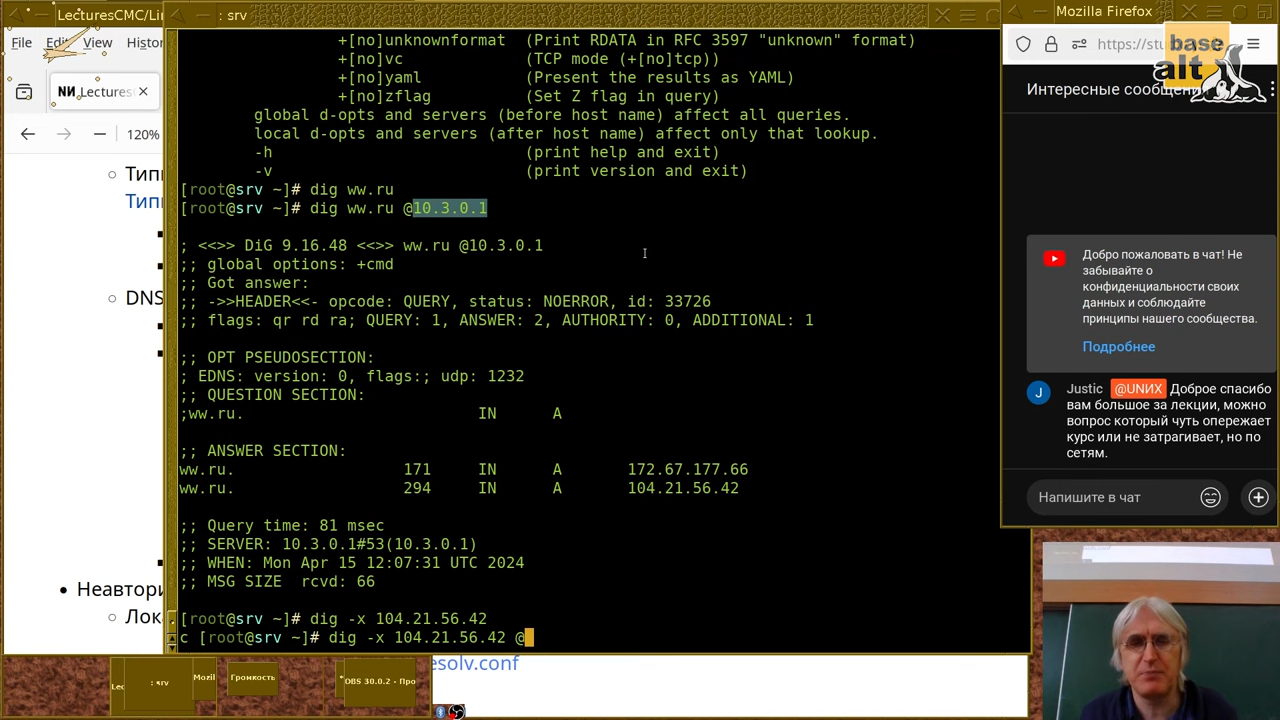 LecturesCMC/Lin
: srv
Mozilla Firefox
File Edit View Histor
NИ Lectures
120%
https://stu
base
alt
Интересные сообщени
Типи
Типи
DNS
Неавтори
Лок
+[no]unknownformat (Print RDATA in RFC 3597 "unknown" format)
+[no]vc (TCP mode (+[no]tcp))
+[no]yaml (Present the results as YAML)
+[no]zflag (Set Z flag in query)
global d-opts and servers (before host name) affect all queries.
local d-opts and servers (after host name) affect only that lookup.
-h (print help and exit)
-v (print version and exit)
[root@srv ~]# dig ww.ru
[root@srv ~]# dig ww.ru @10.3.0.1
; <<>> DiG 9.16.48 <<>> ww.ru @10.3.0.1
;; global options: +cmd
;; Got answer:
;; ->>HEADER<<- opcode: QUERY, status: NOERROR, id: 33726
;; flags: qr rd ra; QUERY: 1, ANSWER: 2, AUTHORITY: 0, ADDITIONAL: 1
;; OPT PSEUDOSECTION:
; EDNS: version: 0, flags:; udp: 1232
;; QUESTION SECTION:
;ww.ru. IN A
;; ANSWER SECTION:
ww.ru. 171 IN A 172.67.177.66
ww.ru. 294 IN A 104.21.56.42
;; Query time: 81 msec
;; SERVER: 10.3.0.1#53(10.3.0.1)
;; WHEN: Mon Apr 15 12:07:31 UTC 2024
;; MSG SIZE rcvd: 66
[root@srv ~]# dig -x 104.21.56.42
c [root@srv ~]# dig -x 104.21.56.42 @
Добро пожаловать в чат! Не
забывайте о
конфиденциальности своих
данных и соблюдайте
принципы нашего сообщества.
Подробнее
J
Justic @UNИX Доброе спасибо
вам большое за лекции, можно
вопрос который чуть опережает
курс или не затрагивает, но по
сетям.
Напишите в чат
esolv.conf
Lec
: srv
Mozil
Громкость
OBS 30.0.2 - Про